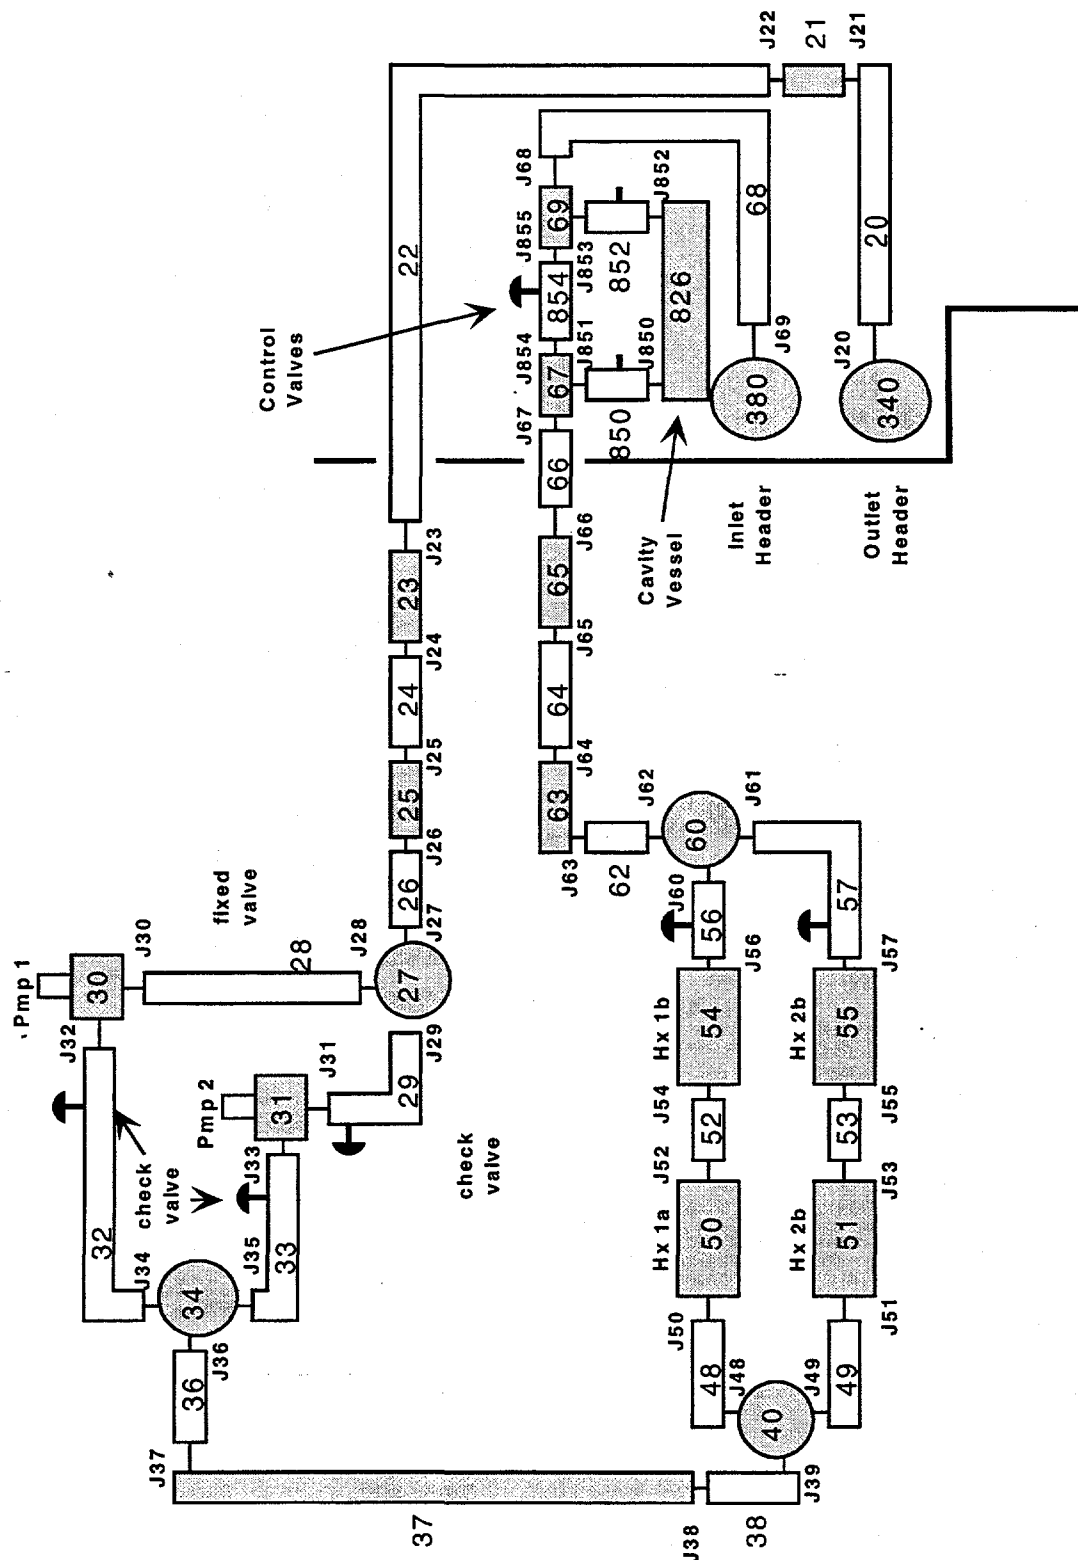 Pmp 1
30
J30
J32
fixed
valve
28
J28
27
J27
26
J26
25
J25
24
J24
23
J23
22
J22
21
J21
20
J20
340
Outlet
Header
Pmp 2
31
J31
29
J29
check
valve
32
check
valve
J33
33
J34
J35
34
J36
36
J37
37
J38
38
J39
40
J48
48
J49
49
J50
J51
Hx 1a
50
Hx 2b
51
J52
J53
52
53
J54
J55
Hx 1b
54
Hx 2b
55
J56
J57
56
57
J60
J61
60
J62
62
J63
63
J64
64
J65
65
J66
66
J67
67
J854
J851
854
J855
J853
69
J68
68
J69
850
J850
852
J852
826
380
Control
Valves
Cavity
Vessel
Inlet
Header